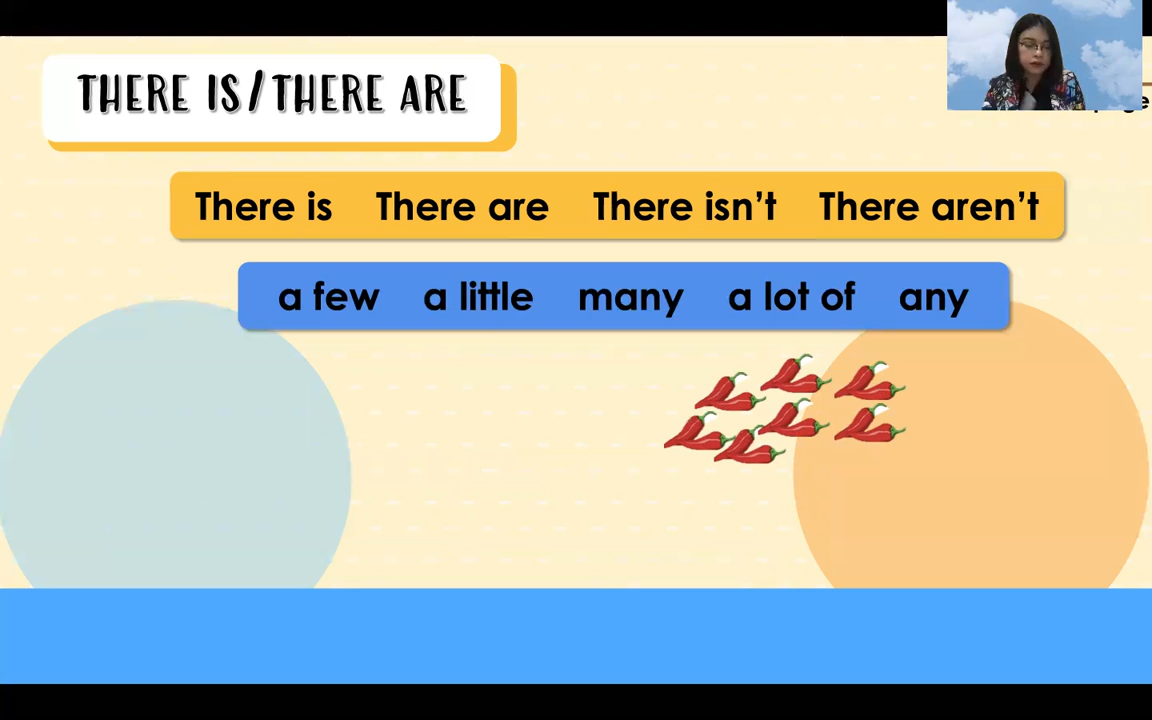 THERE IS/THERE ARE
There is There are There isn't There aren't
a few a little many a lot of any